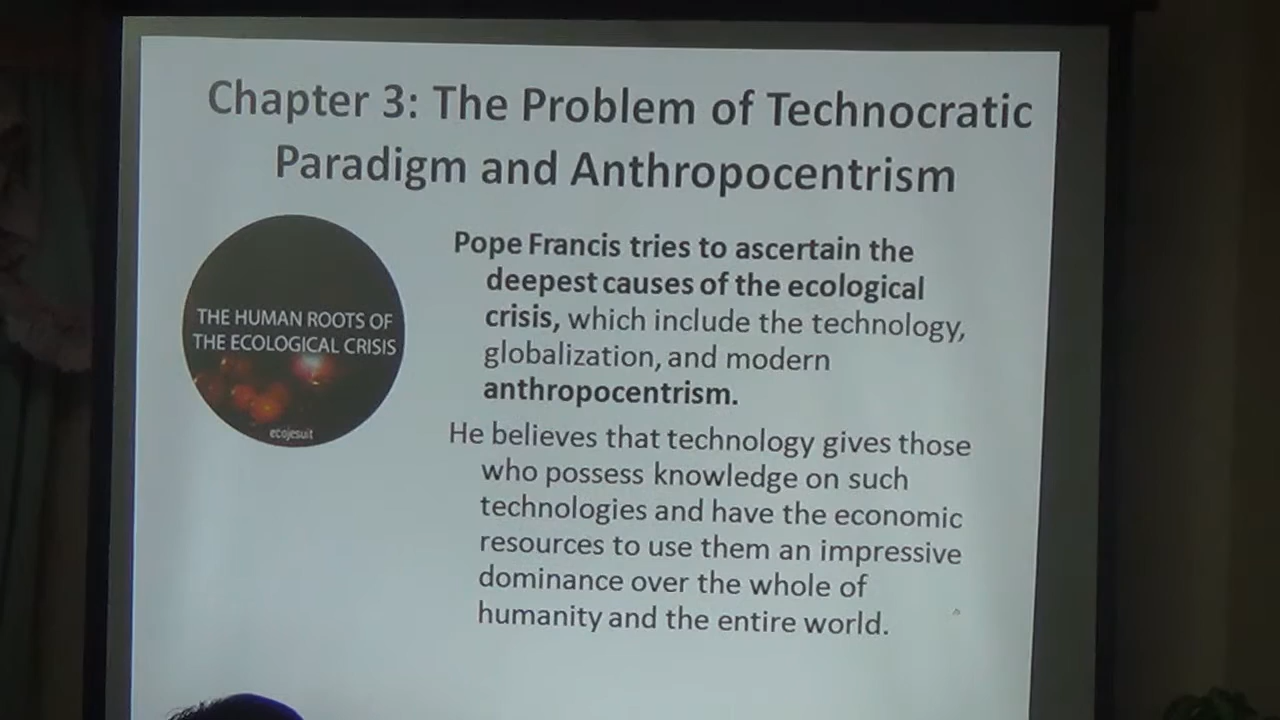 Chapter 3: The Problem of Technocratic
Paradigm and Anthropocentrism
THE HUMAN ROOTS OF
THE ECOLOGICAL CRISIS
ecojesuit
Pope Francis tries to ascertain the
deepest causes of the ecological
crisis, which include the technology,
globalization, and modern
anthropocentrism.
He believes that technology gives those
who possess knowledge on such
technologies and have the economic
resources to use them an impressive
dominance over the whole of
humanity and the entire world.